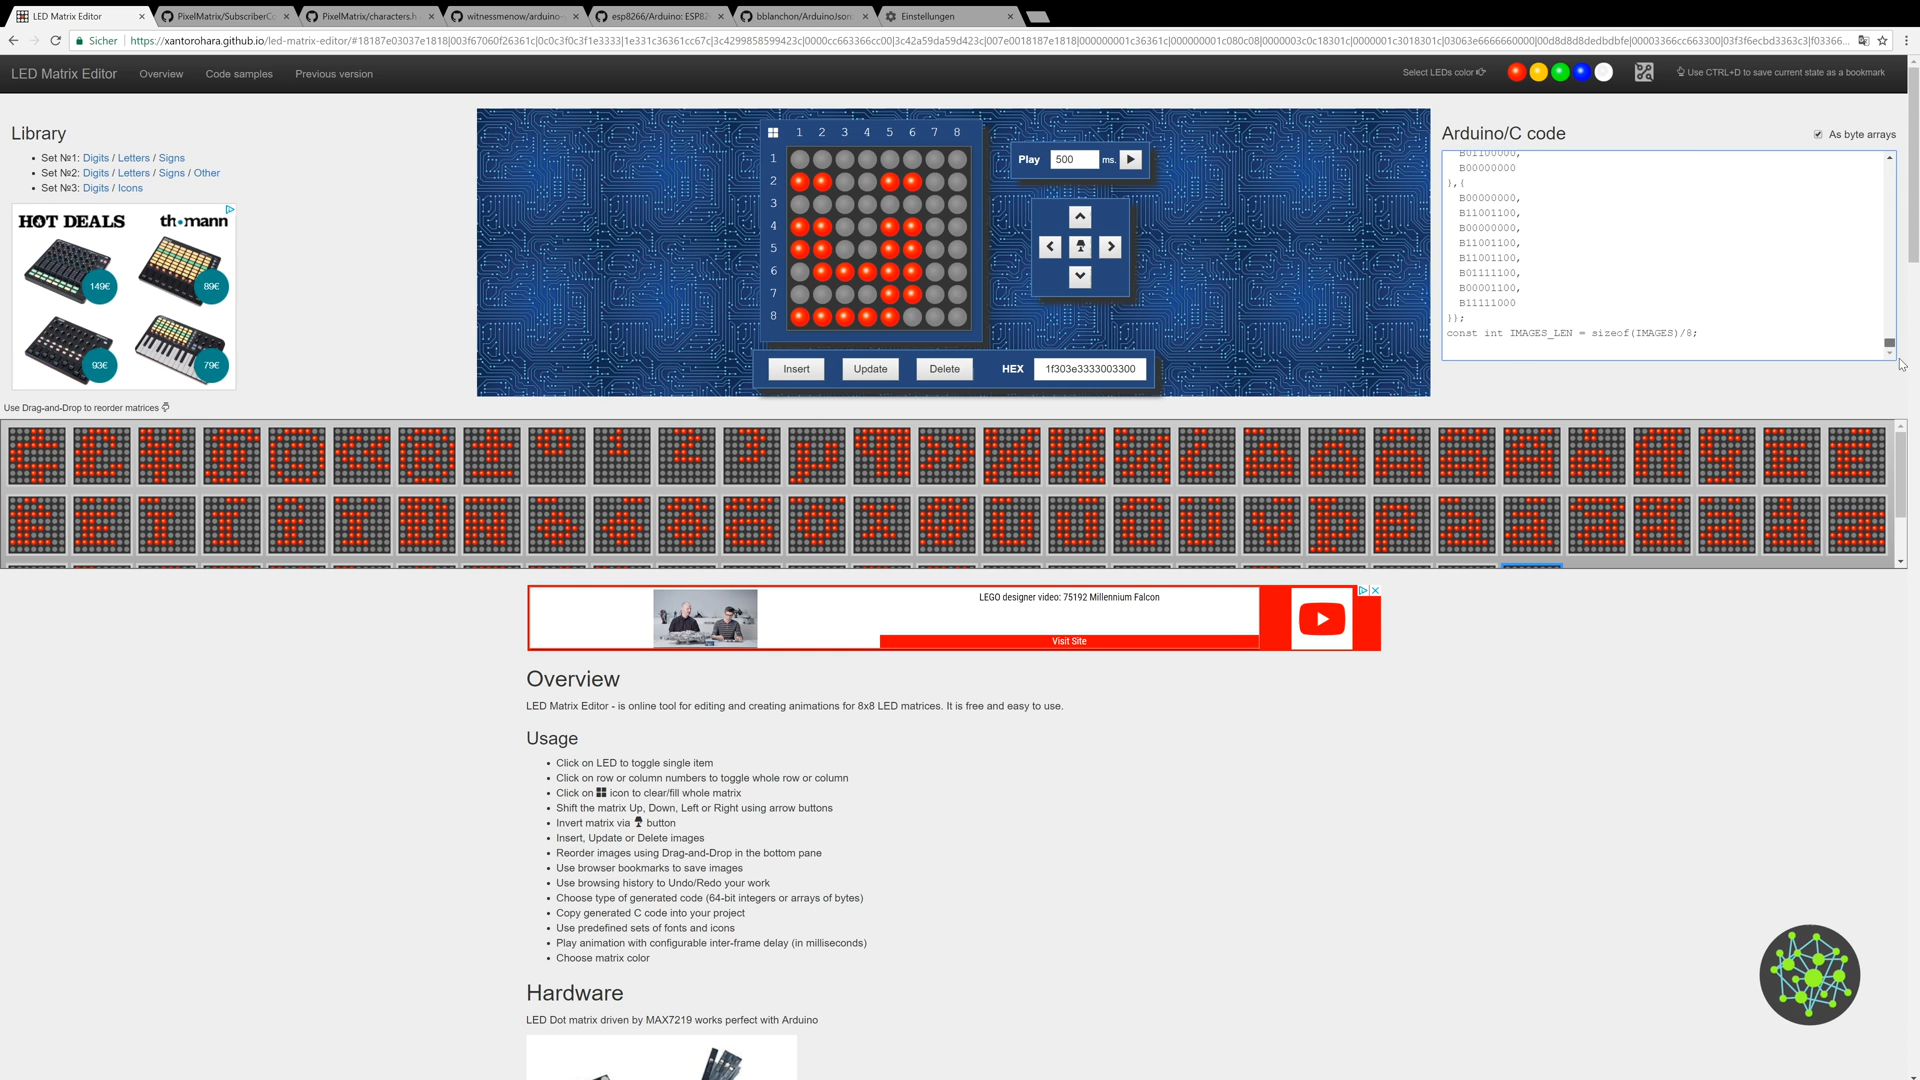 LED Matrix Editor
PixelMatrix/SubscriberCo
PixelMatrix/characters.h
witnessmenow/arduino-
esp8266/Arduino: ESP82
bblanchon/ArduinoJson:
Einstellungen
Sicher
https://xantorohara.github.io/led-matrix-editor/#18187e03037e1818|003f67060f26361c|0c0c3f0c3f1e3333|1e331c36361cc67c|3c4299858599423c|0000cc663366cc00|3c42a59da59d423c|007e0018187e1818|000000001c36361c|000000001c080c08|0000003c0c18301c|0000001c3018301c|03063e6666660000|00d8d8d8dedbdbfe|00003366cc663300|03f3f6ecbd3363c3|f03366...
LED Matrix Editor
Overview
Code samples
Previous version
Select LEDs color
Use CTRL+D to save current state as a bookmark
Library
Set №1: Digits / Letters / Signs
Set №2: Digits / Letters / Signs / Other
Set №3: Digits / Icons
HOT DEALS
thomann
149€
89€
93€
79€
Use Drag-and-Drop to reorder matrices
1 2 3 4 5 6 7 8
1
2
3
4
5
6
7
8
Play 500 ms.
Insert
Update
Delete
HEX 1f303e3333003300
Arduino/C code
As byte arrays
B01100000,
B00000000
},{
B00000000,
B11001100,
B00000000,
B11001100,
B11001100,
B01111100,
B00001100,
B11111000
}};
const int IMAGES_LEN = sizeof(IMAGES)/8;
LEGO designer video: 75192 Millennium Falcon
Visit Site
Overview
LED Matrix Editor - is online tool for editing and creating animations for 8x8 LED matrices. It is free and easy to use.
Usage
Click on LED to toggle single item
Click on row or column numbers to toggle whole row or column
Click on icon to clear/fill whole matrix
Shift the matrix Up, Down, Left or Right using arrow buttons
Invert matrix via button
Insert, Update or Delete images
Reorder images using Drag-and-Drop in the bottom pane
Use browser bookmarks to save images
Use browsing history to Undo/Redo your work
Choose type of generated code (64-bit integers or arrays of bytes)
Copy generated C code into your project
Use predefined sets of fonts and icons
Play animation with configurable inter-frame delay (in milliseconds)
Choose matrix color
Hardware
LED Dot matrix driven by MAX7219 works perfect with Arduino